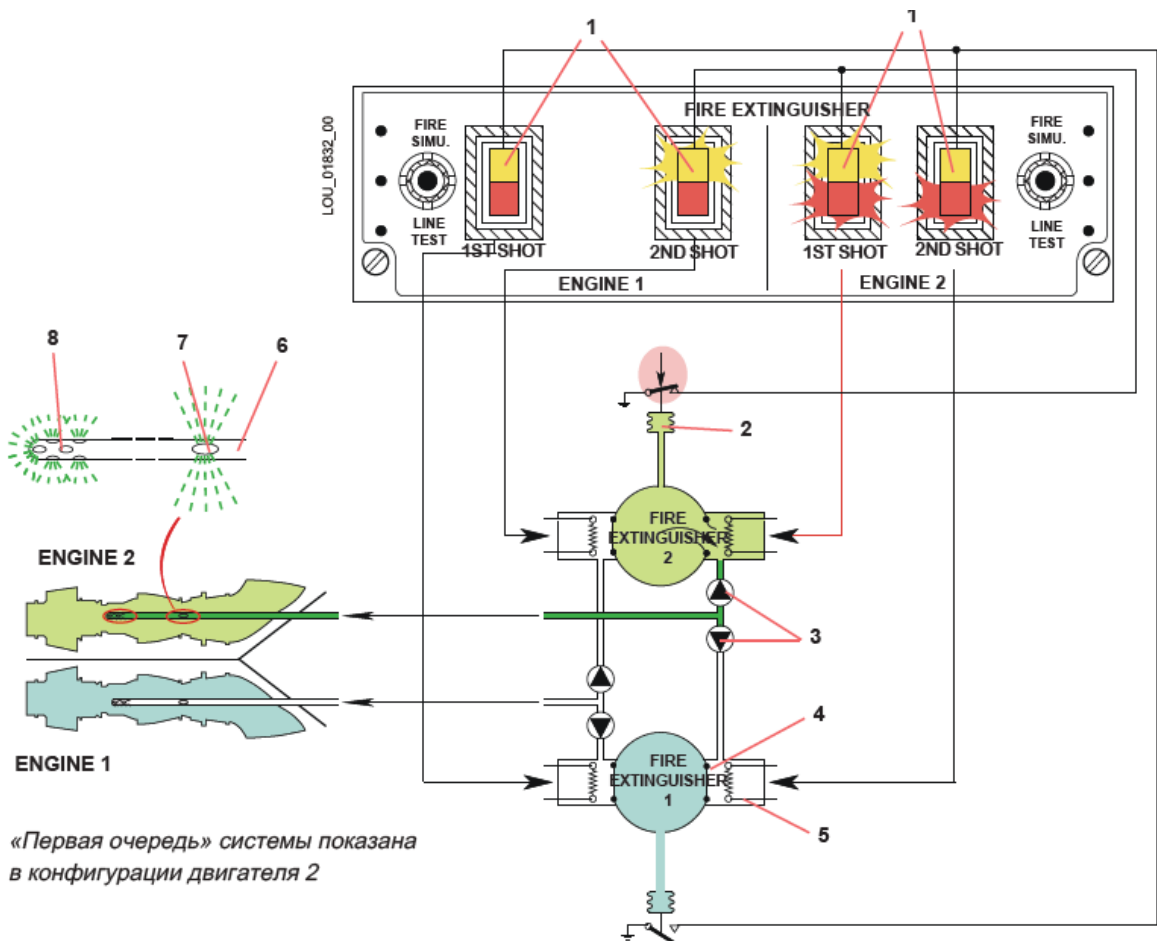 1
1
FIRE EXTINGUISHER
LOU_01832_00
FIRE
SIMU.
LINE
TEST
1ST SHOT
2ND SHOT
ENGINE 1
1ST SHOT
2ND SHOT
ENGINE 2
FIRE
SIMU.
LINE
TEST
8
7
6
2
FIRE
EXTINGUISHER
2
ENGINE 2
3
4
FIRE
EXTINGUISHER
1
5
ENGINE 1
«Первая очередь» системы показана
в конфигурации двигателя 2